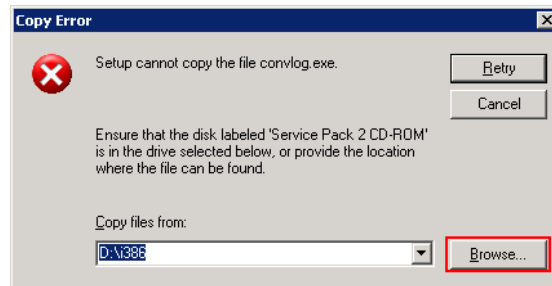 Copy Error
Setup cannot copy the file convlog.exe.
Retry
Cancel
Ensure that the disk labeled 'Service Pack 2 CD-ROM'
is in the drive selected below, or provide the location
where the file can be found.
Copy files from:
D:\i386
Browse...